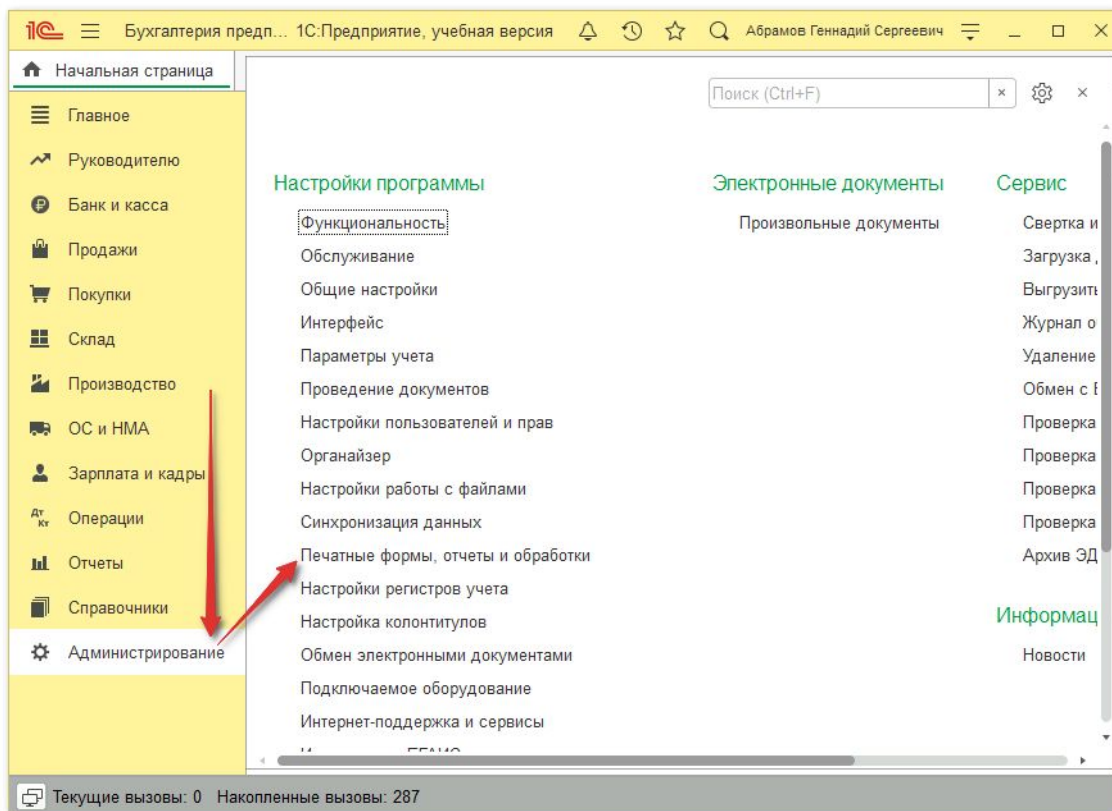 1С Бухгалтерия предп... 1С:Предприятие, учебная версия Абрамов Геннадий Сергеевич
Начальная страница
Поиск (Ctrl+F)
Главное
Руководителю
Банк и касса
Продажи
Покупки
Склад
Производство
ОС и НМА
Зарплата и кадры
Дт Кт Операции
Отчеты
Справочники
Администрирование
Настройки программы
Функциональность
Обслуживание
Общие настройки
Интерфейс
Параметры учета
Проведение документов
Настройки пользователей и прав
Органайзер
Настройки работы с файлами
Синхронизация данных
Печатные формы, отчеты и обработки
Настройки регистров учета
Настройка колонтитулов
Обмен электронными документами
Подключаемое оборудование
Интернет-поддержка и сервисы
Электронные документы
Произвольные документы
Сервис
Свертка и
Загрузка
Выгрузить
Журнал о
Удаление
Обмен с
Проверка
Проверка
Проверка
Проверка
Архив ЭД
Информац
Новости
Текущие вызовы: 0 Накопленные вызовы: 287